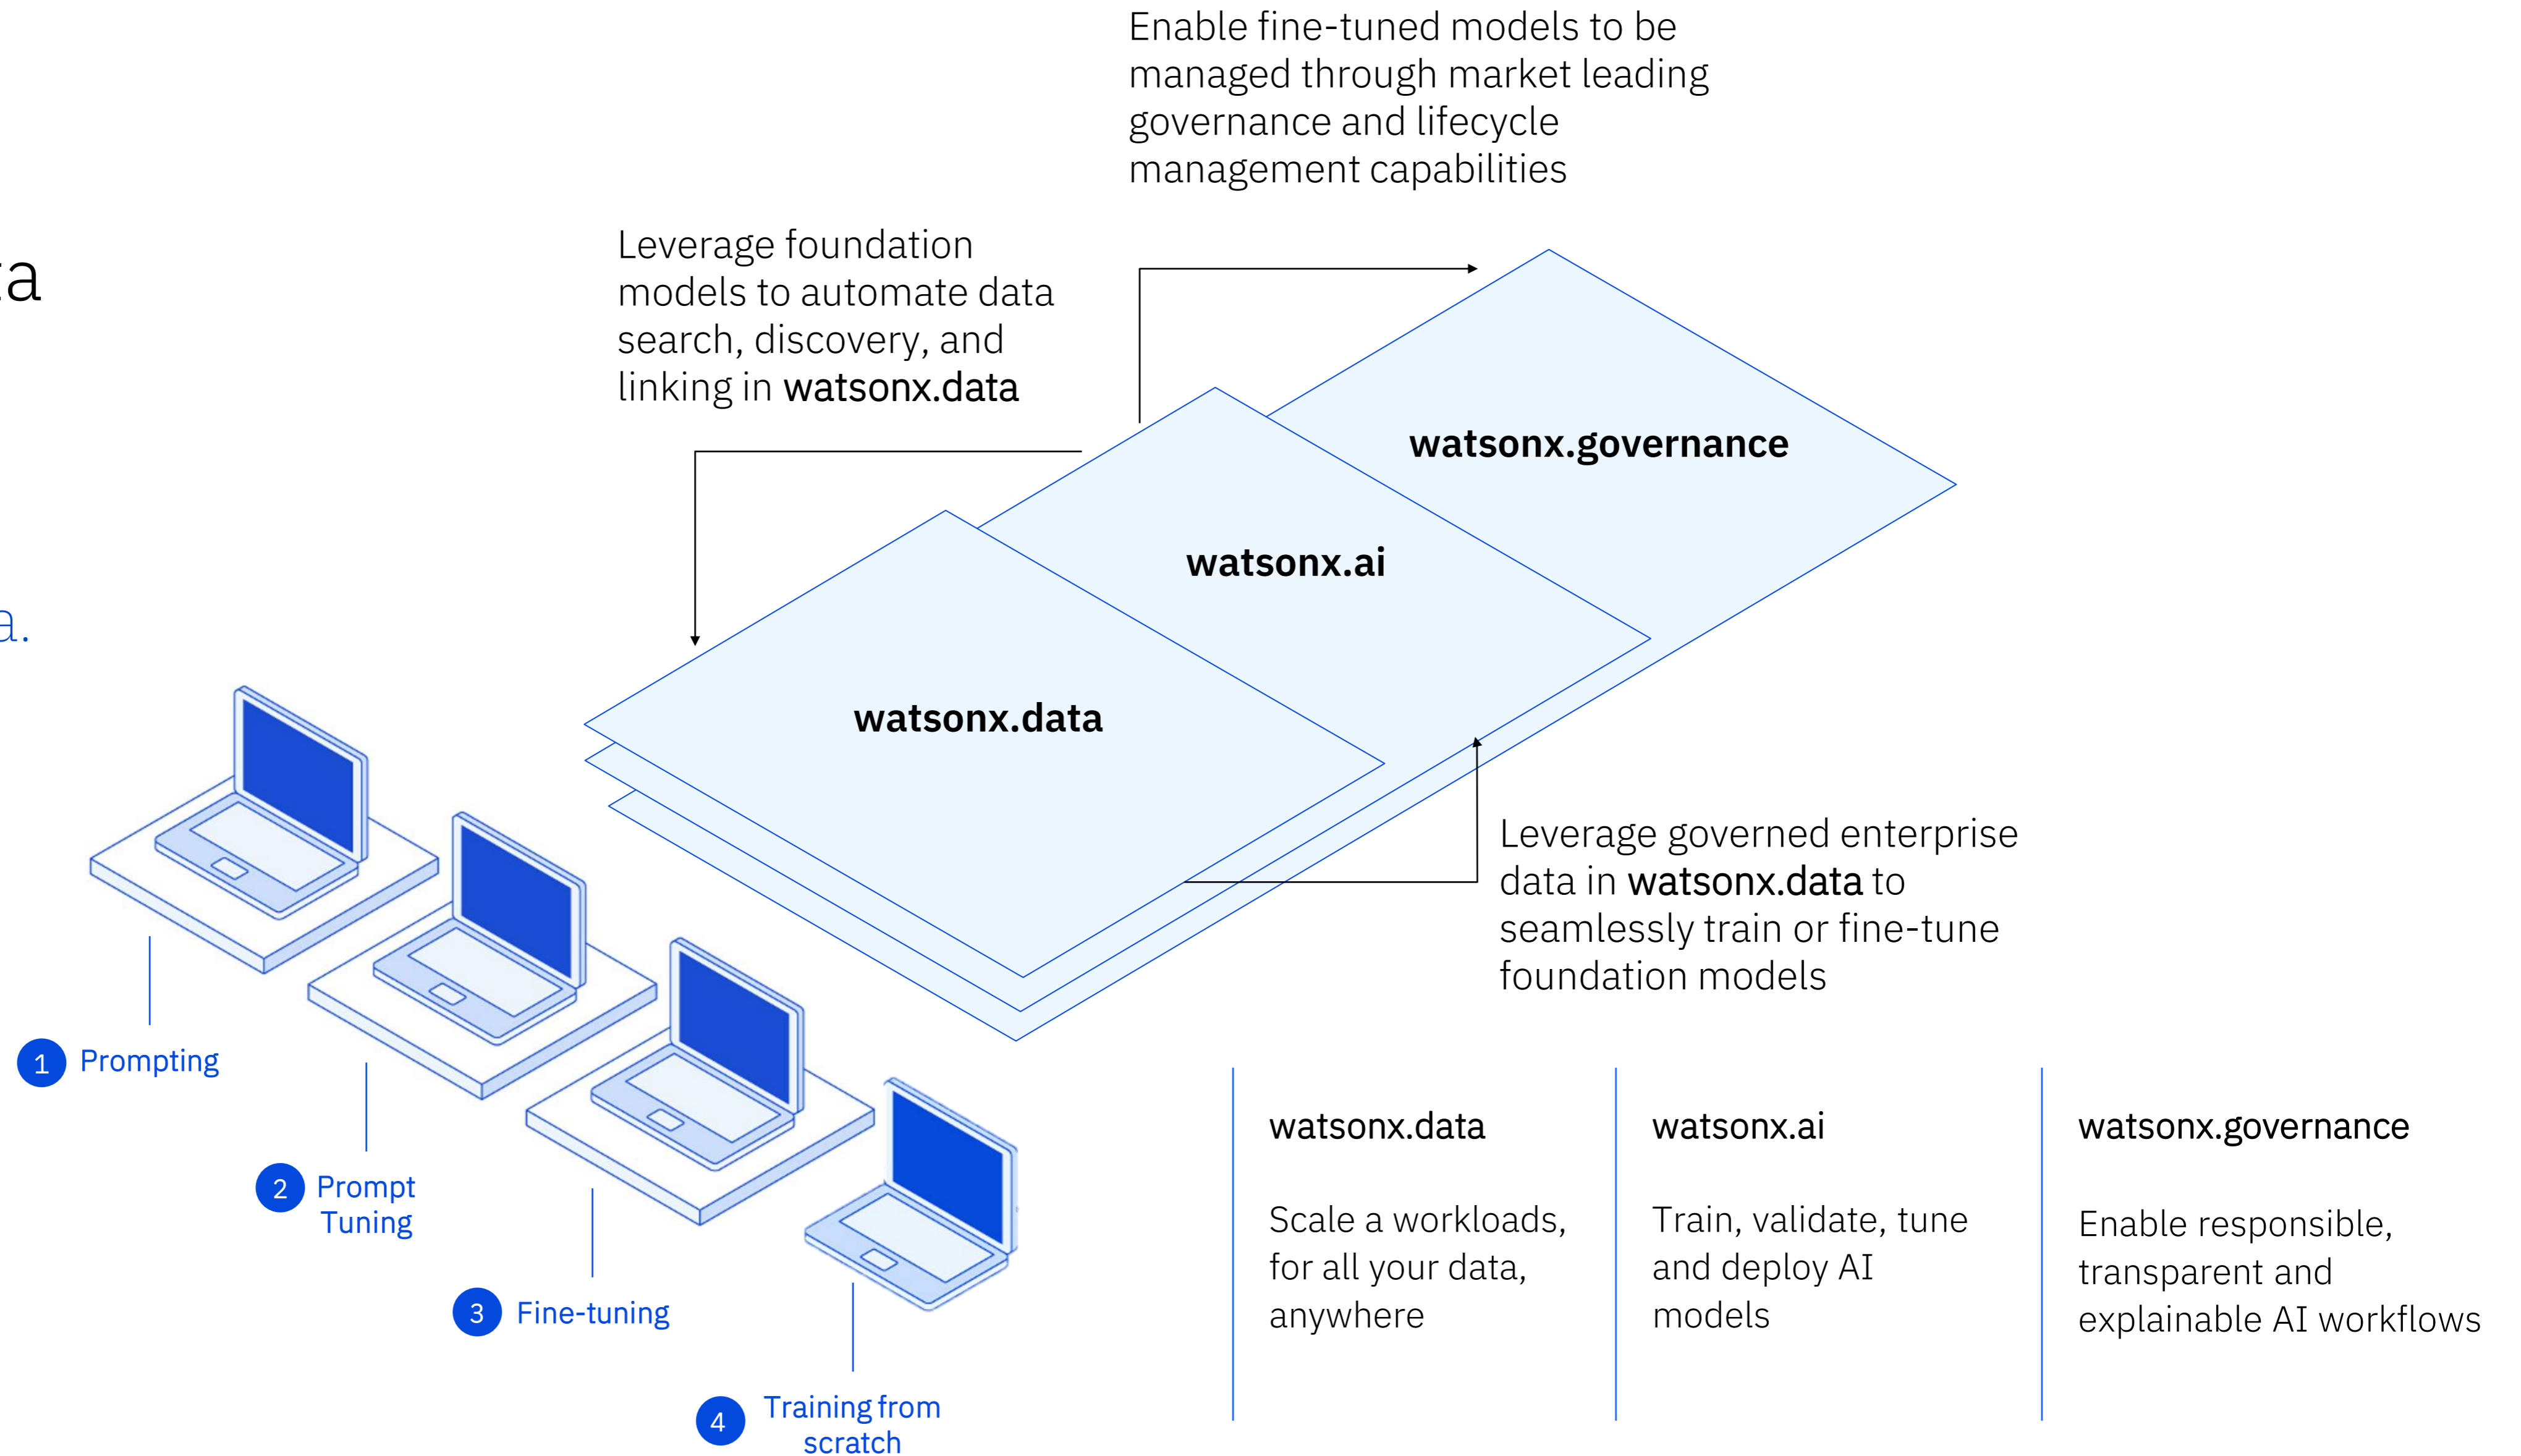 Enable fine-tuned models to be
managed through market leading
governance and lifecycle
management capabilities
Leverage foundation
models to automate data
search, discovery, and
linking in watsonx.data
a.
watsonx.governance
watsonx.ai
watsonx.data
Leverage governed enterprise
data in watsonx.data to
seamlessly train or fine-tune
foundation models
1 Prompting
2 Prompt
Tuning
3 Fine-tuning
4 Training from
scratch
watsonx.data
Scale a workloads,
for all your data,
anywhere
watsonx.ai
Train, validate, tune
and deploy AI
models
watsonx.governance
Enable responsible,
transparent and
explainable AI workflows